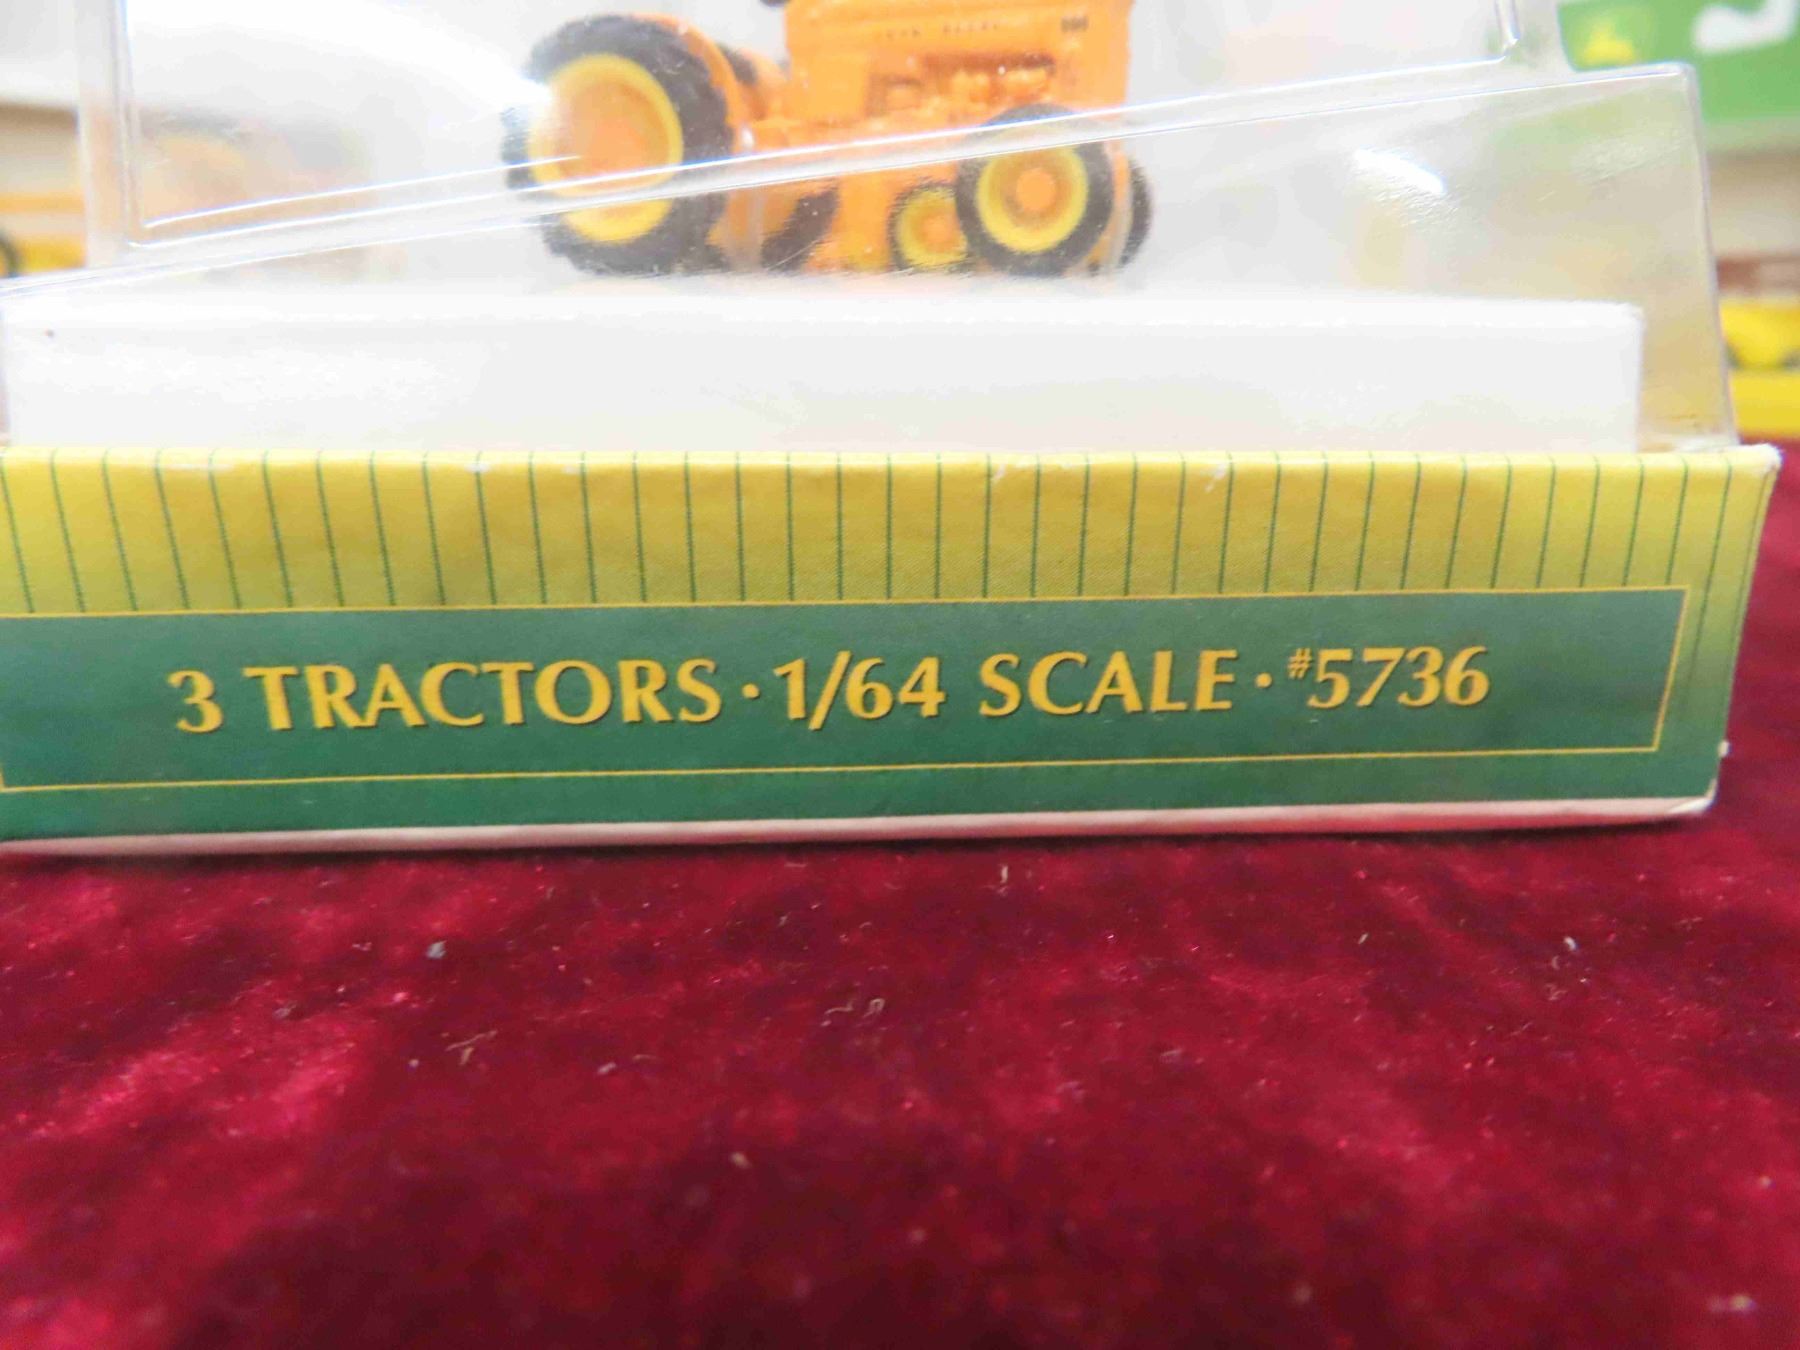 3 TRACTORS · 1/64 SCALE · #5736